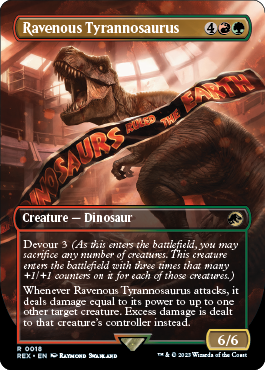 Ravenous Tyrannosaurus 4
DINOSAURS RULED THE EARTH
Creature — Dinosaur
Devour 3 (As this enters the battlefield, you may
sacrifice any number of creatures. This creature
enters the battlefield with three times that many
+1/+1 counters on it for each of those creatures.)
Whenever Ravenous Tyrannosaurus attacks, it
deals damage equal to its power to up to one
other target creature. Excess damage is dealt
to that creature's controller instead.
6/6
R 0018
REX • EN Raymond Swanland
™ & © 2023 Wizards of the Coast